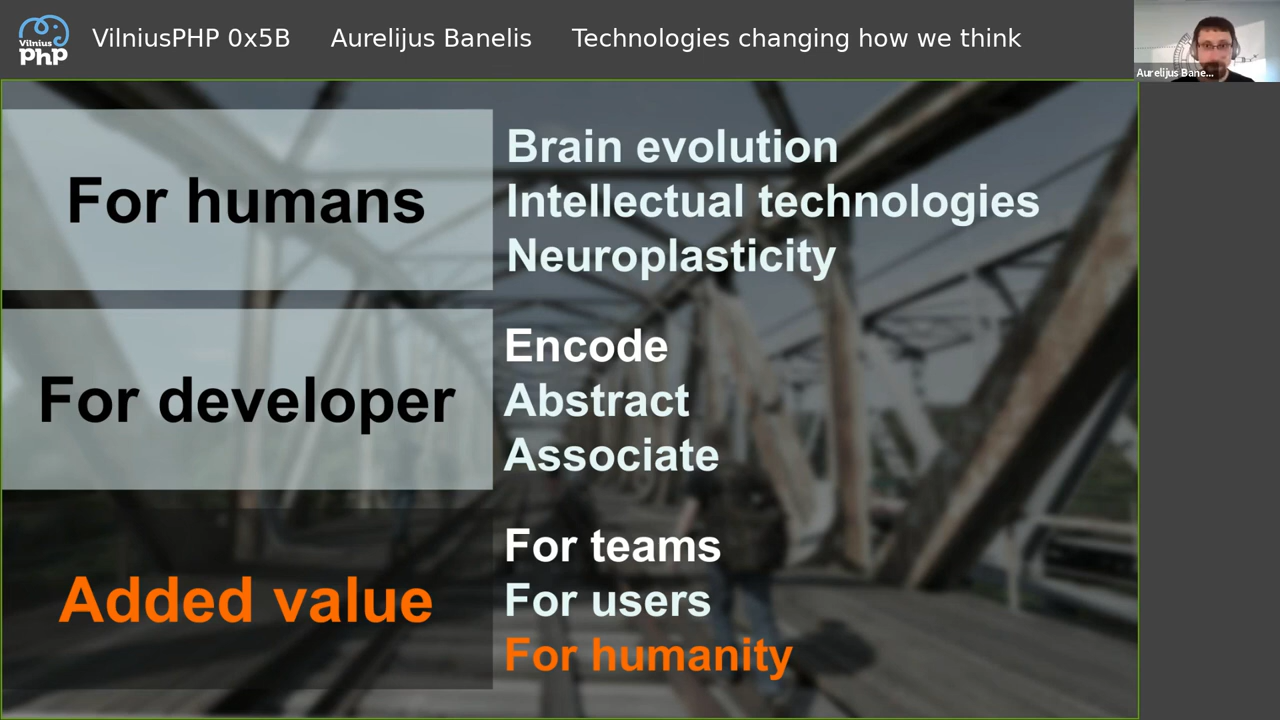 Vilnius
php
VilniusPHP 0x5B Aurelijus Banelis Technologies changing how we think
Aurelijus Bane...
For humans
Brain evolution
Intellectual technologies
Neuroplasticity
For developer
Encode
Abstract
Associate
Added value
For teams
For users
For humanity